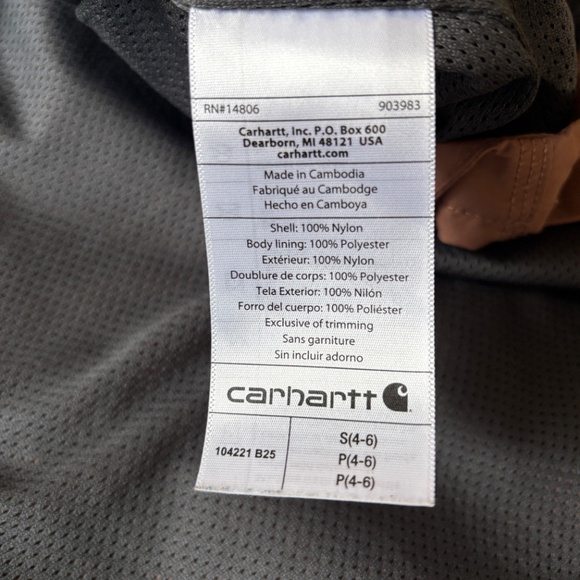 RN#14806 903983
Carhartt, Inc. P.O. Box 600
Dearborn, MI 48121 USA
carhartt.com
Made in Cambodia
Fabriqué au Cambodge
Hecho en Camboya
Shell: 100% Nylon
Body lining: 100% Polyester
Extérieur: 100% Nylon
Doublure de corps: 100% Polyester
Tela Exterior: 100% Nilón
Forro del cuerpo: 100% Poliéster
Exclusive of trimming
Sans garniture
Sin incluir adorno
carhartt
104221 B25
S(4-6)
P(4-6)
P(4-6)